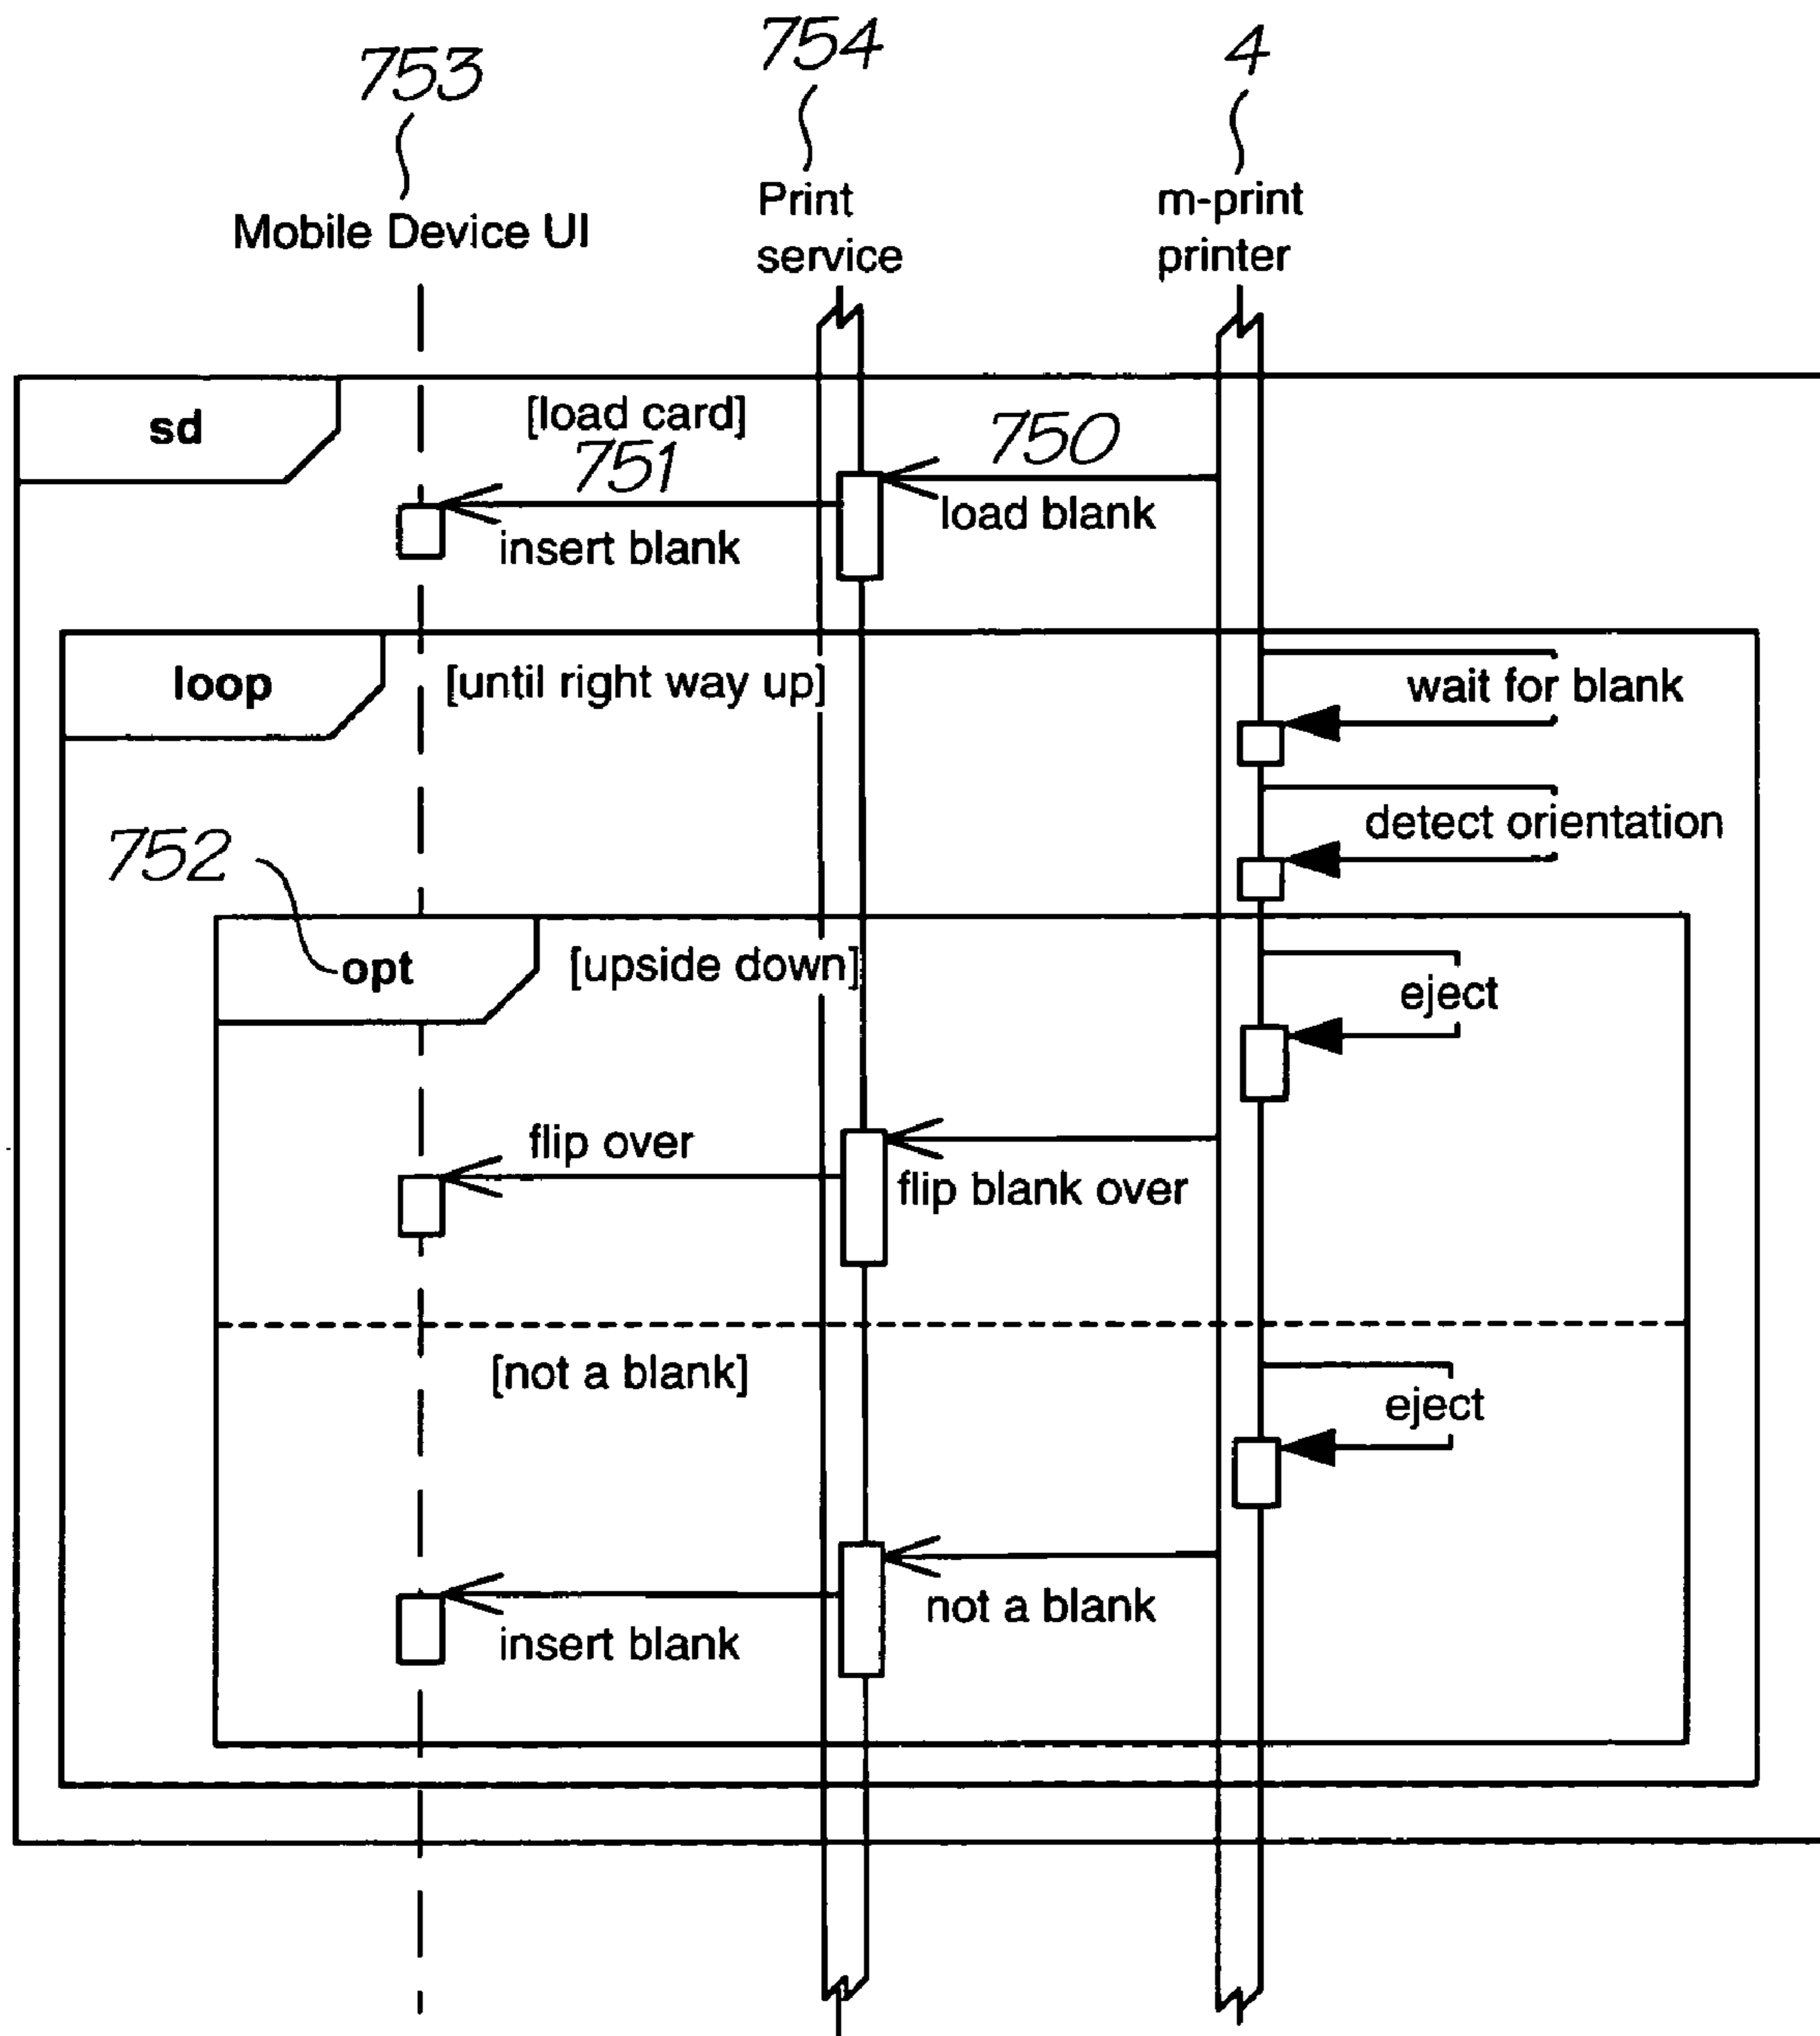 753
754
4
Mobile Device UI
Print
service
m-print
printer
sd
[load card]
750
751
load blank
insert blank
loop
[until right way up]
wait for blank
detect orientation
752
opt
[upside down]
eject
flip over
flip blank over
[not a blank]
eject
not a blank
insert blank